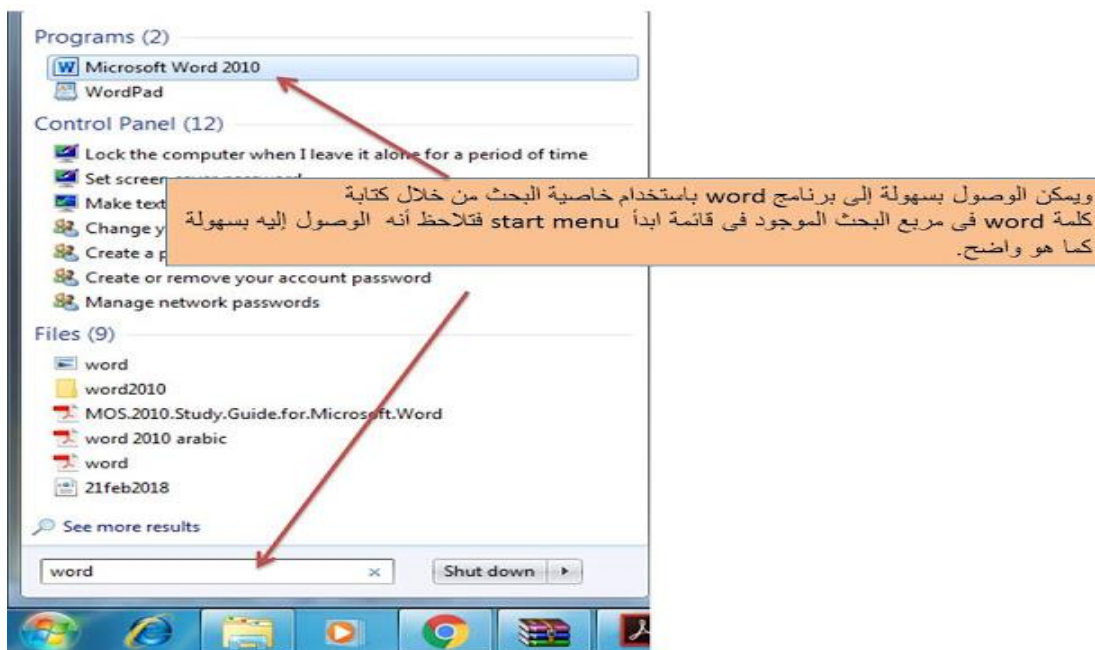 Programs (2)
Microsoft Word 2010
WordPad
Control Panel (12)
Lock the computer when I leave it alone for a period of time
Set screen saver password
Make text
Change y
Create a p
ويمكن الوصول بسهولة إلى برنامج word باستخدام خاصية البحث من خلال كتابة
كلمة word فى مربع البحث الموجود فى قائمة ابدأ start menu فتلاحظ أنه الوصول إليه بسهولة
كما هو واضح.
Create or remove your account password
Manage network passwords
Files (9)
word
word2010
MOS.2010.Study.Guide.for.Microsoft.Word
word 2010 arabic
word
21feb2018
See more results
word
Shut down